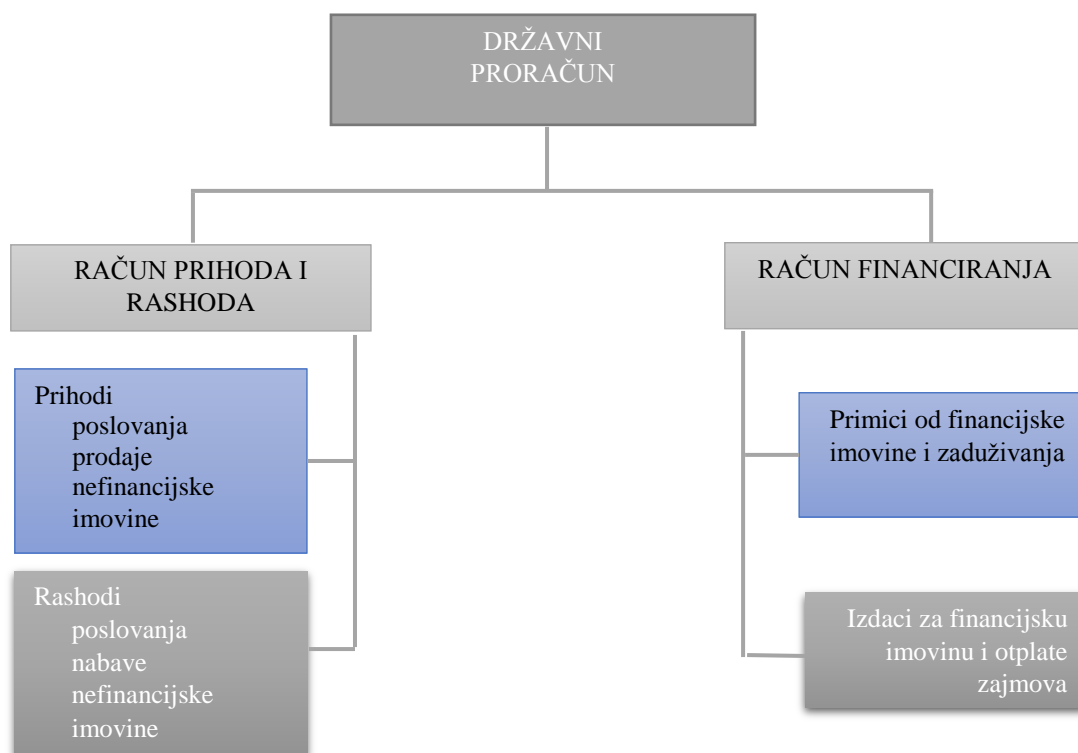 DRŽAVNI
PRORAČUN
RAČUN PRIHODA I
RASHODA
RAČUN FINANCIRANJA
Prihodi
poslovanja
prodaje
nefinancijske
imovine
Primici od financijske
imovine i zaduživanja
Rashodi
poslovanja
nabave
nefinancijske
imovine
Izdaci za financijsku
imovinu i otplate
zajmova